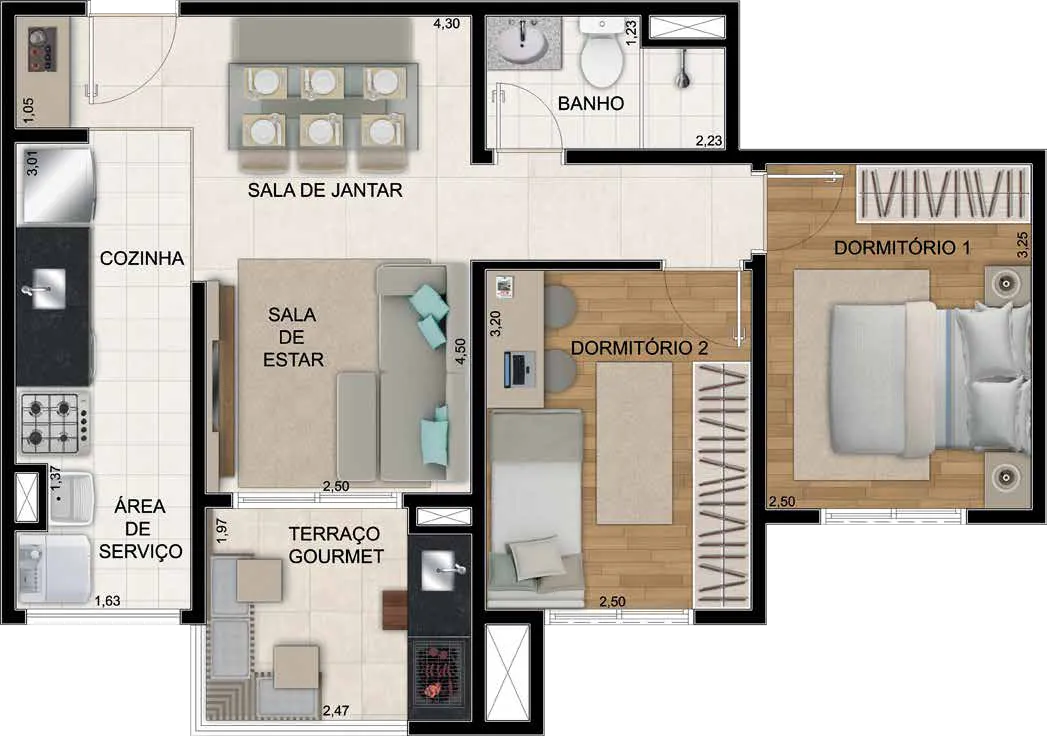 4,30
1,23
1,05
BANHO
2,23
3,01
SALA DE JANTAR
COZINHA
DORMITÓRIO 1
3,25
SALA
DE
ESTAR
3,20
4,50
DORMITÓRIO 2
1,37
2,50
2,50
ÁREA
DE
SERVIÇO
1,97
TERRAÇO
GOURMET
1,63
2,50
2,47